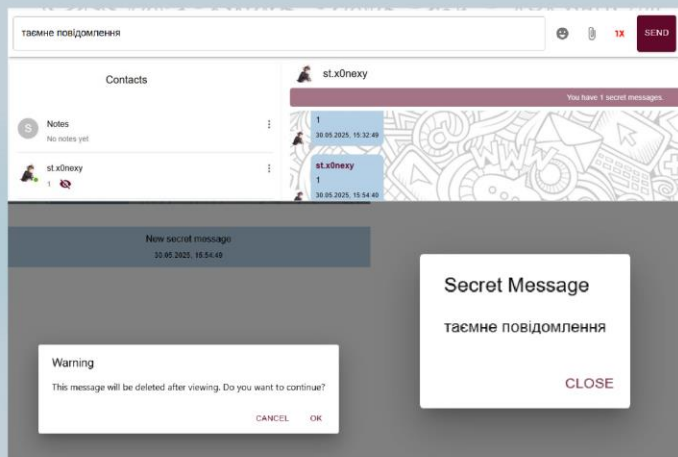 таємне повідомлення
1X
SEND
Contacts
st.x0nexy
You have 1 secret messages.
S
Notes
No notes yet
st.x0nexy
1
1
30.05.2025, 15:32:49
st.x0nexy
1
30.05.2025, 15:54:40
New secret message
30.05.2025, 16:54:49
Warning
This message will be deleted after viewing. Do you want to continue?
CANCEL
OK
Secret Message
таємне повідомлення
CLOSE